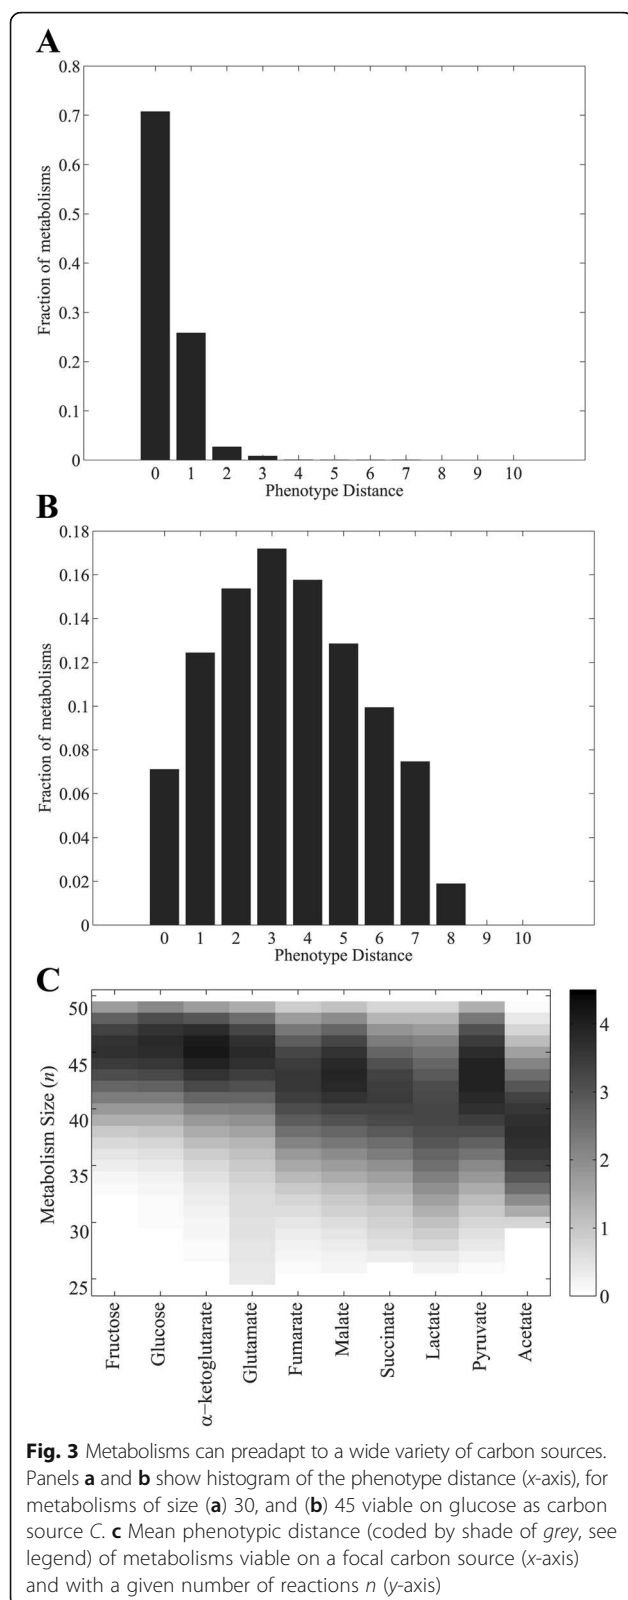 A
0.8
0.7
0.6
0.5
0.4
0.3
0.2
0.1
0
Fraction of metabolisms
0 1 2 3 4 5 6 7 8 9 10
Phenotype Distance
B
0.18
0.16
0.14
0.12
0.1
0.08
0.06
0.04
0.02
0
Fraction of metabolisms
0 1 2 3 4 5 6 7 8 9 10
Phenotype Distance
C
50
45
40
35
30
25
Metabolism Size (n)
4
3
2
1
0
Fructose
Glucose
α-ketoglutarate
Glutamate
Fumarate
Malate
Succinate
Lactate
Pyruvate
Acetate
Fig. 3 Metabolisms can preadapt to a wide variety of carbon sources.
Panels a and b show histogram of the phenotype distance (x-axis), for
metabolisms of size (a) 30, and (b) 45 viable on glucose as carbon
source C. c Mean phenotypic distance (coded by shade of grey, see
legend) of metabolisms viable on a focal carbon source (x-axis)
and with a given number of reactions n (y-axis)